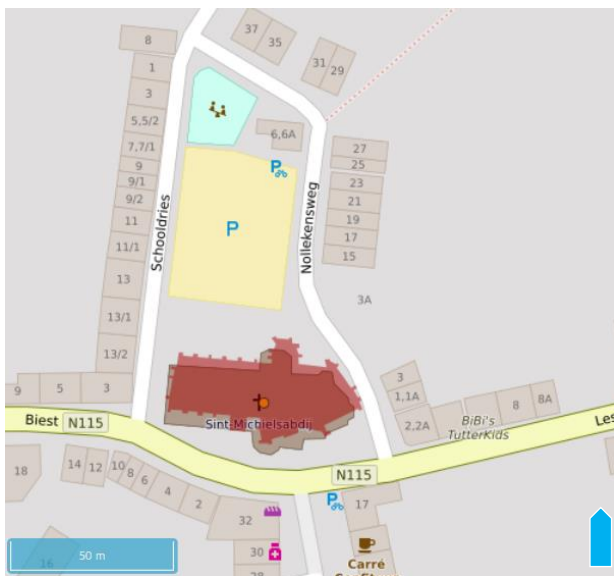 37
35
8
31
29
1
3
5,5/2
6,6A
7,7/1
27
9
25
P
9/1
23
9/2
21
11
19
P
17
11/1
15
Schooldries
Nollekensweg
13
3A
13/1
13/2
3
9
5
3
1,1A
8
8A
Biest
N115
Sint-Michielsabdij
2,2A
BiBi's
TutterKids
Les
18
14
12
10
8
6
4
2
N115
P
17
32
30
50 m
16
Carré